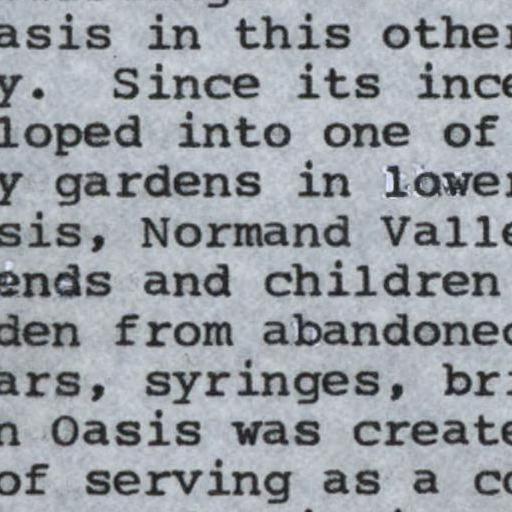 asis in this other
y. Since its ince
loped into one of
y gardens in lower
sis, Normand Valle
ends and children
den from abandoned
ars, syringes, bri
n Oasis was create
of serving as a co